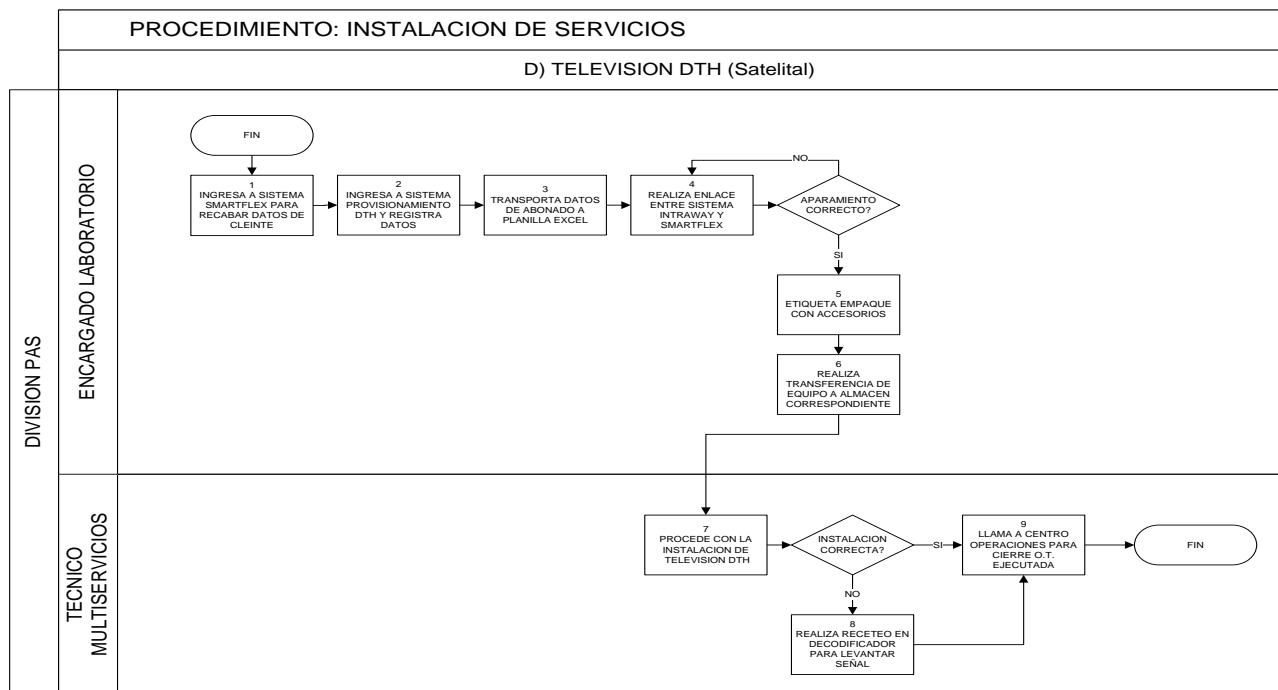 PROCEDIMIENTO: INSTALACION DE SERVICIOS
D) TELEVISION DTH (Satelital)
DIVISION PAS
ENCARGADO LABORATORIO
FIN
1
INGRESA A SISTEMA
SMARTFLEX PARA
RECABAR DATOS DE
CLEINTE
2
INGRESA A SISTEMA
PROVISIONAMIENTO
DTH Y REGISTRA
DATOS
3
TRANSPORTA DATOS
DE ABONADO A
PLANILLA EXCEL
4
REALIZA ENLACE
ENTRE SISTEMA
INTRAWAY Y
SMARTFLEX
NO
APARAMIENTO
CORRECTO?
SI
5
ETIQUETA EMPAQUE
CON ACCESORIOS
6
REALIZA
TRANSFERENCIA DE
EQUIPO A ALMACEN
CORRESPONDIENTE
TECNICO
MULTISERVICIOS
7
PROCEDE CON LA
INSTALACION DE
TELEVISION DTH
INSTALACION
CORRECTA?
SI
NO
8
REALIZA RECETEO EN
DECODIFICADOR
PARA LEVANTAR
SEÑAL
9
LLAMA A CENTRO
OPERACIONES PARA
CIERRE O.T.
EJECUTADA
FIN